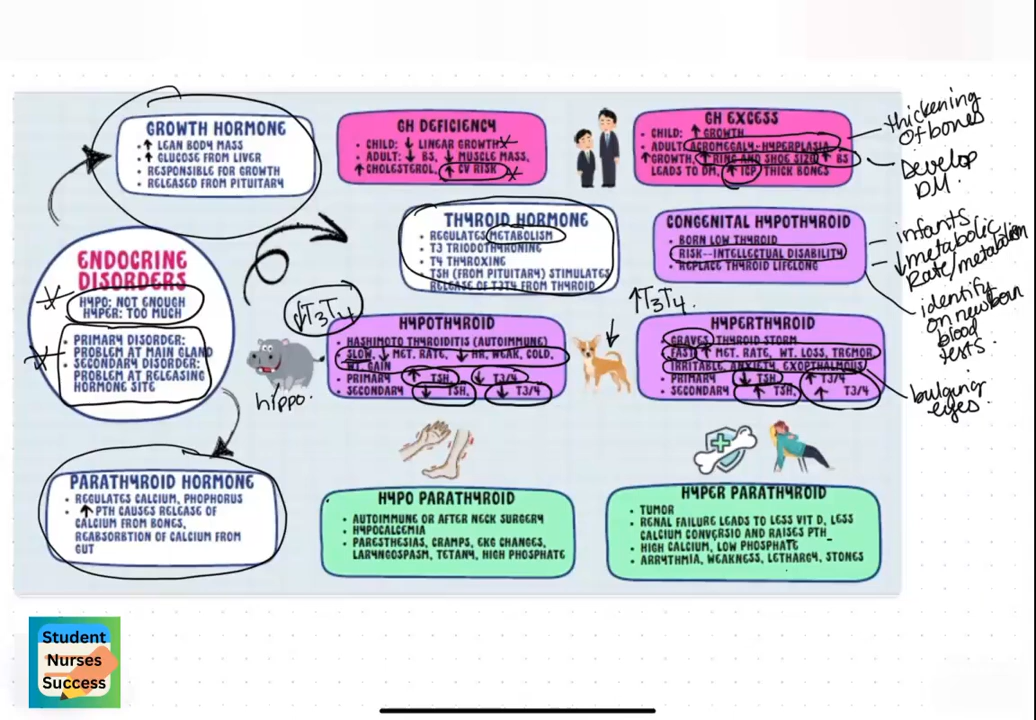 GROWTH HORMONE
↑ LEAN BODY MASS
↑ GLUCOSE FROM LIVER
RESPONSIBLE FOR GROWTH
RELEASED FROM PITUITARY
GH DEFICIENCY
CHILD: ↓ LINEAR GROWTH
ADULT: ↓ BS, ↓ MUSCLE MASS,
↑ CHOLESTEROL, ↑ CV RISK
GH EXCESS
CHILD: ↑ GROWTH
ADULT ACROMEGALY-HYPERPLASIA
↑ GROWTH, ↑ RING AND SHOE SIZE, ↑ BS
LEADS TO DM, ↑ ICP, THICK BONES
thickening
of bones
Develop
DM.
ENDOCRINE
DISORDERS
HYPO: NOT ENOUGH
HYPER: TOO MUCH
PRIMARY DISORDER:
PROBLEM AT MAIN GLAND
SECONDARY DISORDER:
PROBLEM AT RELEASING
HORMONE SITE
THYROID HORMONE
REGULATES METABOLISM
T3 TRIODOTHYRONING
T4 THYROXING
TSH (FROM PITUITARY) STIMULATES
RELEASE OF T3T4 FROM THYROID
CONGENITAL HYPOTHYROID
BORN LOW THYROID
RISK--INTELLECTUAL DISABILITY
REPLACE THYROID LIFELONG
infants
↓ metabolic
Rate/metabolism
identify
on newborn
blood
tests.
↓T3T4
HYPOTHYROID
HASHIMOTO THYROIDITIS (AUTOIMMUNE)
SLOW, ↓ MET. RATE, ↓ HR, WEAK, COLD,
WT. GAIN
PRIMARY ↑ TSH, ↓ T3/4
SECONDARY ↓ TSH, ↓ T3/4
hippo.
↑T3T4.
HYPERTHYROID
GRAVES THYROID STORM
FAST ↑ MET. RATE, WT. LOSS, TREMOR,
IRRITABLE, ANXIETY, EXOPTHALMOUS
PRIMARY ↓ TSH, ↑ T3/4
SECONDARY ↑ TSH, ↑ T3/4
bulging
eyes.
PARATHYROID HORMONE
REGULATES CALCIUM, PHOPHORUS
↑ PTH CAUSES RELEASE OF
CALCIUM FROM BONES,
REABSORTION OF CALCIUM FROM
GUT
HYPO PARATHYROID
AUTOIMMUNE OR AFTER NECK SURGERY
HYPOCALCEMIA
PARESTHESIAS, CRAMPS, EKG CHANGES,
LARYNGOSPASM, TETANY, HIGH PHOSPHATE
HYPER PARATHYROID
TUMOR
RENAL FAILURE LEADS TO LESS VIT D, LESS
CALCIUM CONVERSIO AND RAISES PTH_
HIGH CALCIUM, LOW PHOSPHATE
ARRYTHMIA, WEAKNESS, LETHARGY, STONES
Student
Nurses
Success